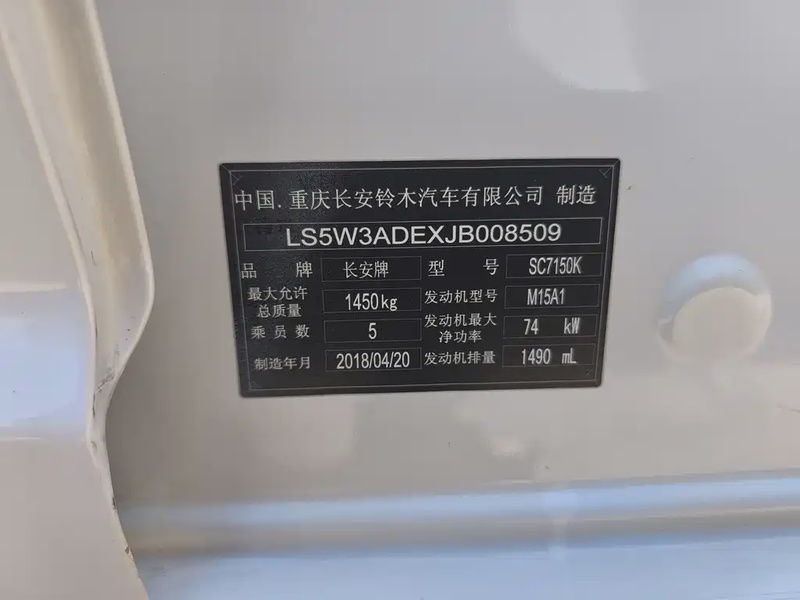 中国.重庆长安铃木汽车有限公司 制造
LS5W3ADEXJB008509
品 牌 长安牌 型 号 SC7150K
最大允许总质量 1450kg 发动机型号 M15A1
乘员数 5 发动机最大净功率 74 kW
制造年月 2018/04/20 发动机排量 1490 mL